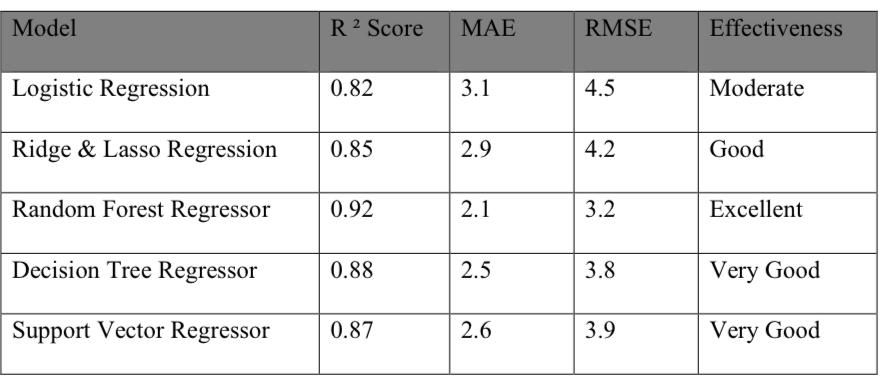 Model R ² Score MAE RMSE Effectiveness
Logistic Regression 0.82 3.1 4.5 Moderate
Ridge & Lasso Regression 0.85 2.9 4.2 Good
Random Forest Regressor 0.92 2.1 3.2 Excellent
Decision Tree Regressor 0.88 2.5 3.8 Very Good
Support Vector Regressor 0.87 2.6 3.9 Very Good